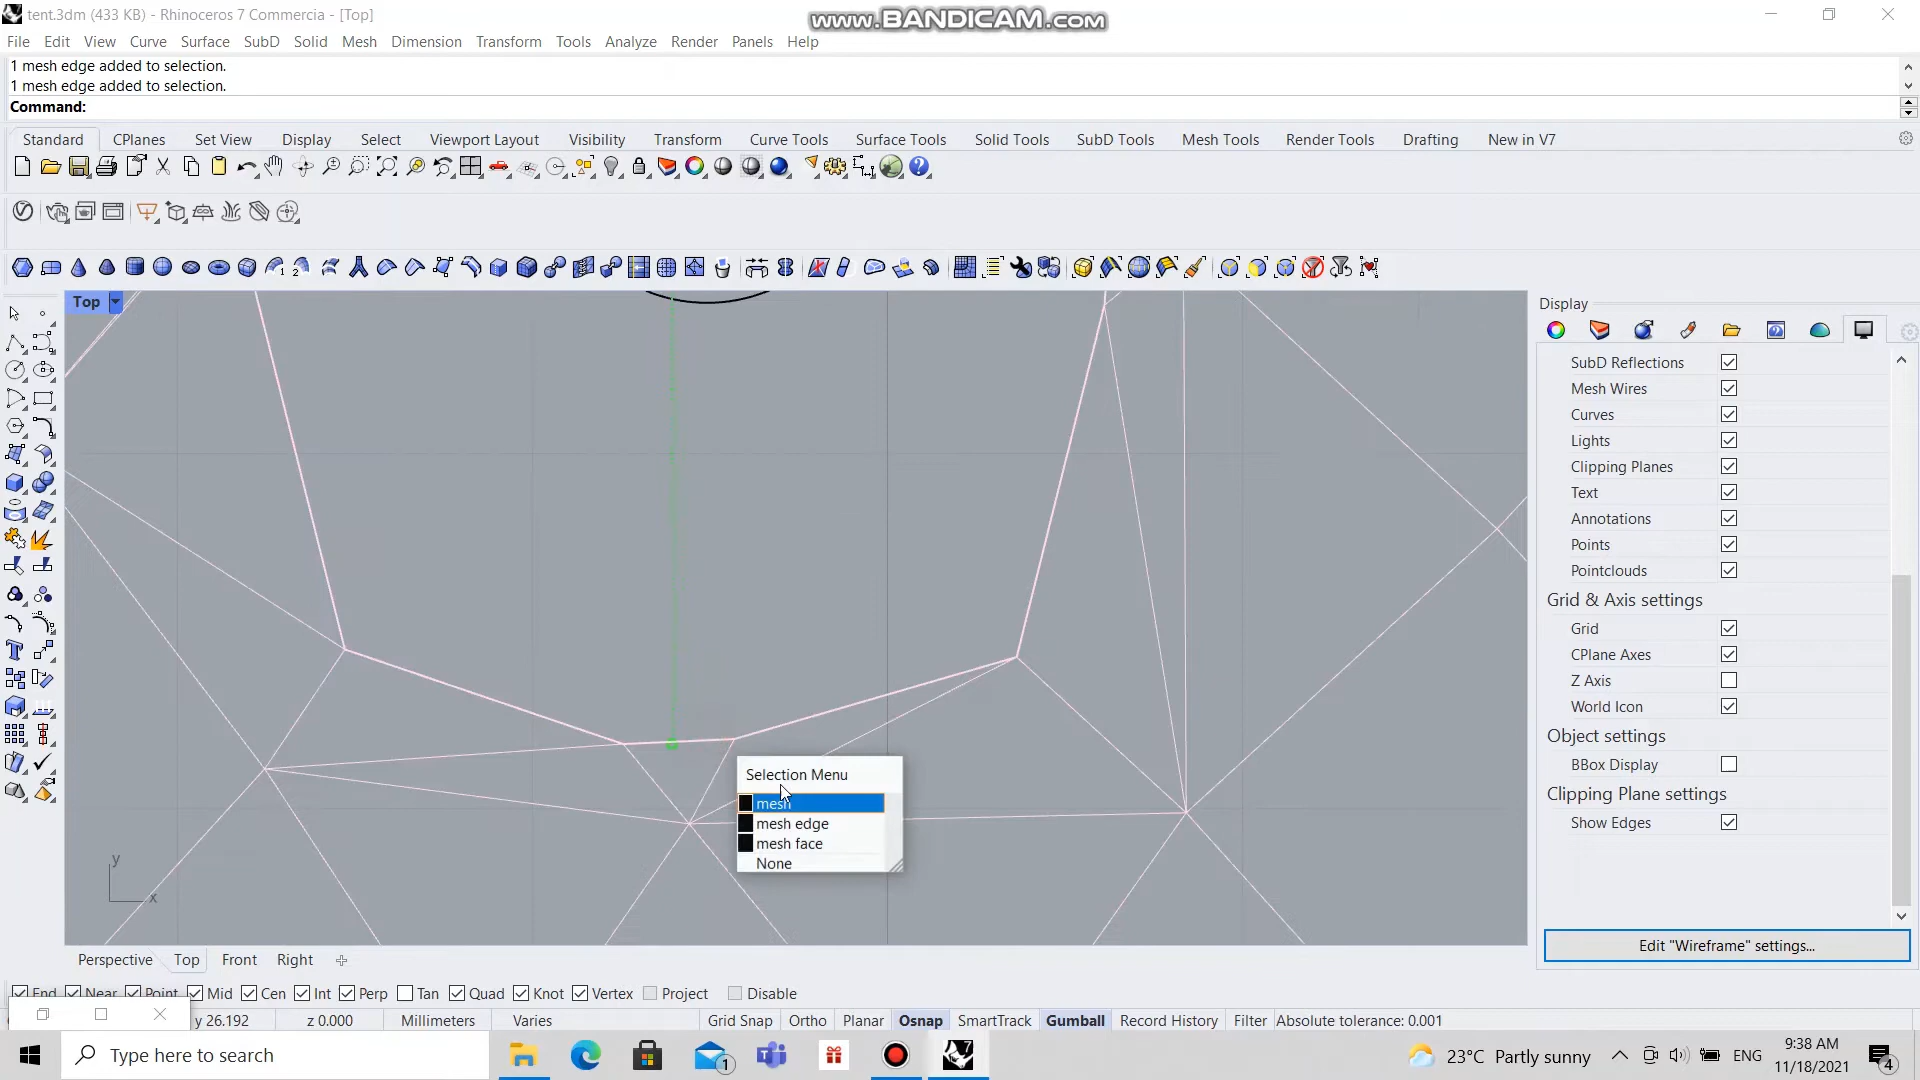 tent.3dm (433 KB) - Rhinoceros 7 Commercia - [Top]
www.BANDICAM.com
File Edit View Curve Surface SubD Solid Mesh Dimension Transform Tools Analyze Render Panels Help
1 mesh edge added to selection.
1 mesh edge added to selection.
Command:
Standard CPlanes Set View Display Select Viewport Layout Visibility Transform Curve Tools Surface Tools Solid Tools SubD Tools Mesh Tools Render Tools Drafting New in V7
Top
Display
SubD Reflections
Mesh Wires
Curves
Lights
Clipping Planes
Text
Annotations
Points
Pointclouds
Grid & Axis settings
Grid
CPlane Axes
Z Axis
World Icon
Object settings
BBox Display
Clipping Plane settings
Show Edges
Edit "Wireframe" settings...
Selection Menu
mesh
mesh edge
mesh face
None
y
x
Perspective Top Front Right
End Near Point Mid Cen Int Perp Tan Quad Knot Vertex Project Disable
y 26.192 z 0.000 Millimeters Varies Grid Snap Ortho Planar Osnap SmartTrack Gumball Record History Filter Absolute tolerance: 0.001
Type here to search
1
23°C Partly sunny
ENG
9:38 AM
11/18/2021
4